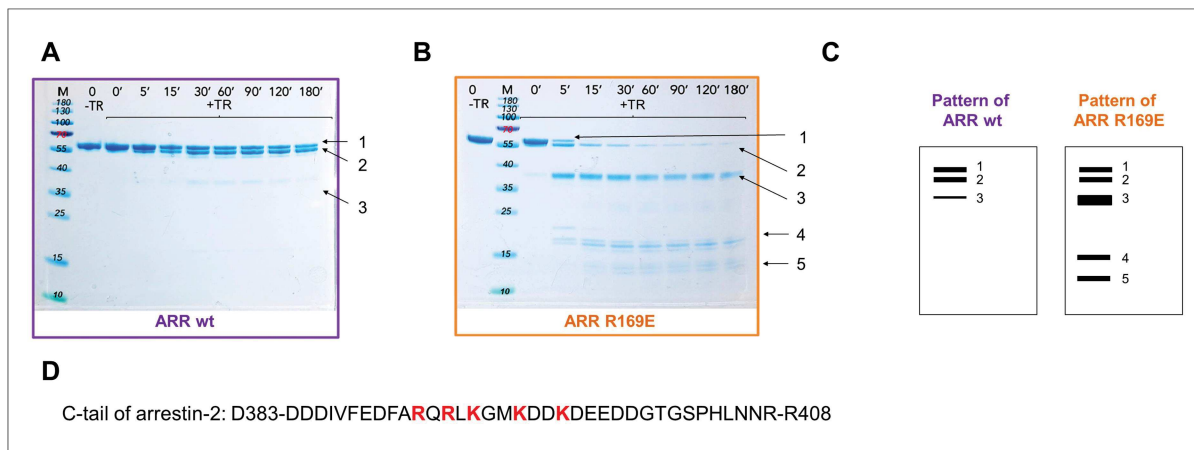 A
M 0 0' 5' 15' 30' 60' 90' 120' 180'
-TR +TR
180
130
100
70
55
40
35
25
15
10
1
2
3
ARR wt
B
0 M 0' 5' 15' 30' 60' 90' 120' 180'
-TR +TR
180
130
100
70
55
40
35
25
15
10
1
2
3
4
5
ARR R169E
C
Pattern of
ARR wt
1
2
3
Pattern of
ARR R169E
1
2
3
4
5
D
C-tail of arrestin-2: D383-DDDIVFEDFARQRLKGMKDDKDEEDDGTGSPHLNNR-R408